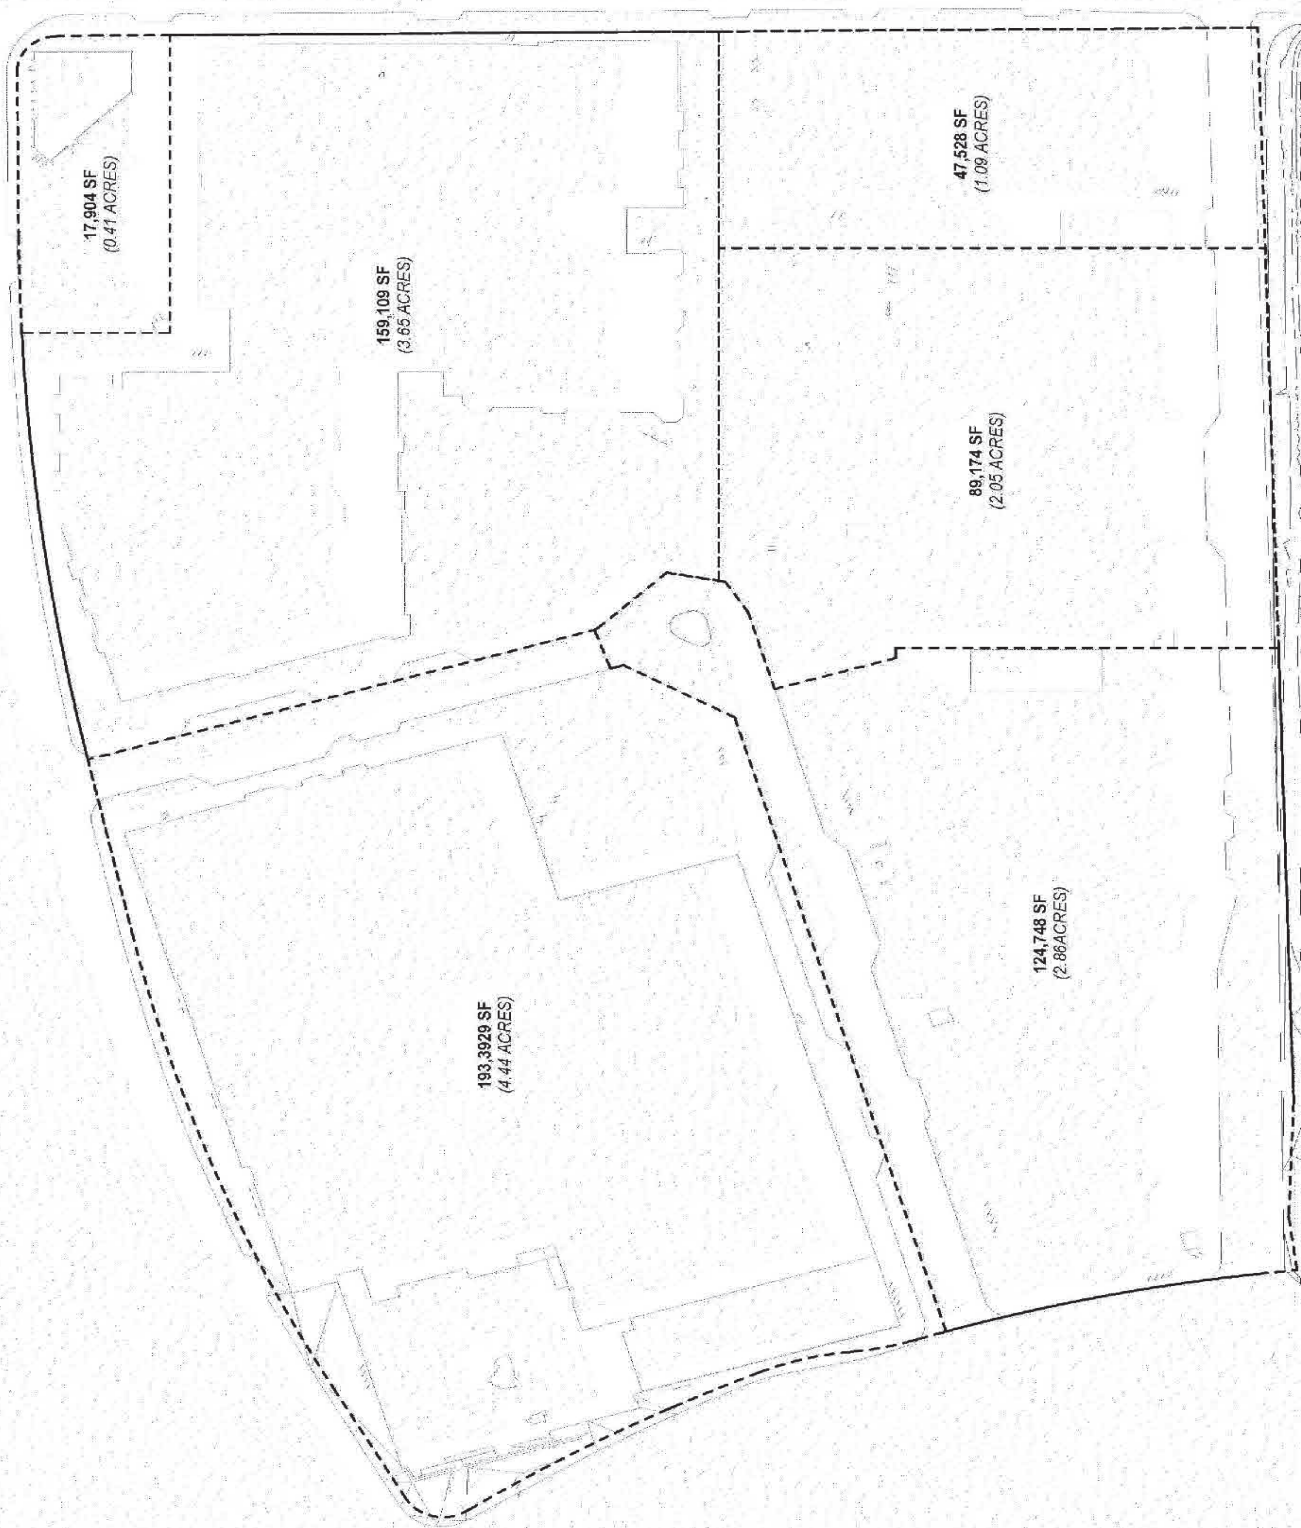 17,904 SF
(0.41 ACRES)
159,109 SF
(3.65 ACRES)
47,528 SF
(1.09 ACRES)
89,174 SF
(2.05 ACRES)
193,3929 SF
(4.44 ACRES)
124,748 SF
(2.86ACRES)